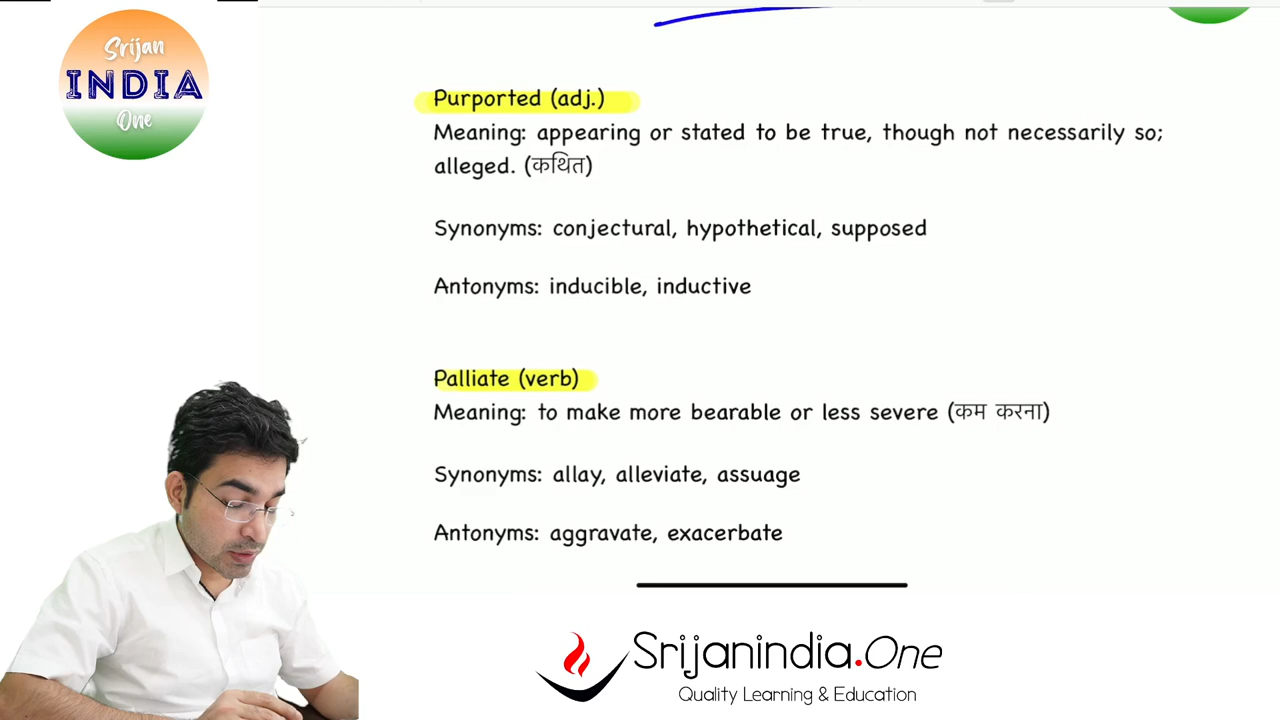 Srijan
INDIA
One
Purported (adj.)
Meaning: appearing or stated to be true, though not necessarily so;
alleged. (कथित)
Synonyms: conjectural, hypothetical, supposed
Antonyms: inducible, inductive
Palliate (verb)
Meaning: to make more bearable or less severe (कम करना)
Synonyms: allay, alleviate, assuage
Antonyms: aggravate, exacerbate
Srijanindia.One
Quality Learning & Education